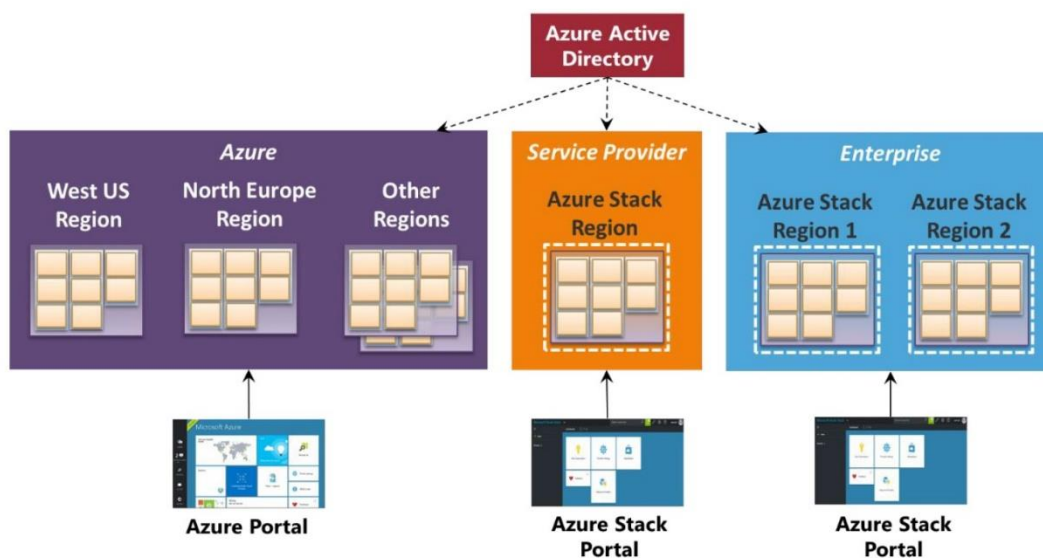 Azure Active
Directory
Azure
Service Provider
Enterprise
West US
Region
North Europe
Region
Other
Regions
Azure Stack
Region
Azure Stack
Region 1
Azure Stack
Region 2
Microsoft Azure
Azure Portal
Azure Stack
Portal
Azure Stack
Portal